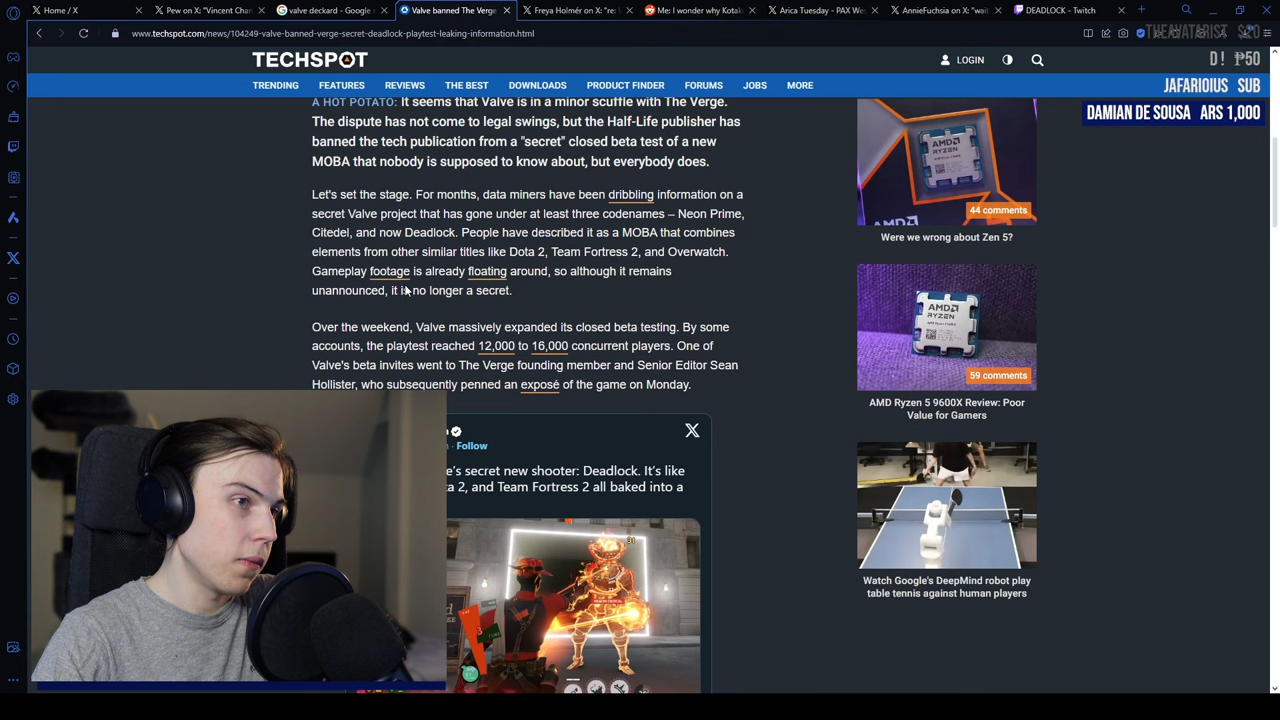 Home / X
Pew on X: "Vincent Chan
valve deckard - Google
Valve banned The Verge
Freya Holmér on X: "re:
Me: I wonder why Kotak
Arica Tuesday - PAX We
AnnieFuchsia on X: "wait
DEADLOCK - Twitch
www.techspot.com/news/104249-valve-banned-verge-secret-deadlock-playtest-leaking-information.html
THEAVATARIST $20
D! ₱50
JAFARIOIUS SUB
DAMIAN DE SOUSA ARS 1,000
TECHSPOT
LOGIN
TRENDING FEATURES REVIEWS THE BEST DOWNLOADS PRODUCT FINDER FORUMS JOBS MORE
A HOT POTATO: It seems that Valve is in a minor scuffle with The Verge.
The dispute has not come to legal swings, but the Half-Life publisher has
banned the tech publication from a "secret" closed beta test of a new
MOBA that nobody is supposed to know about, but everybody does.
Let's set the stage. For months, data miners have been dribbling information on a
secret Valve project that has gone under at least three codenames – Neon Prime,
Citedel, and now Deadlock. People have described it as a MOBA that combines
elements from other similar titles like Dota 2, Team Fortress 2, and Overwatch.
Gameplay footage is already floating around, so although it remains
unannounced, it is no longer a secret.
Over the weekend, Valve massively expanded its closed beta testing. By some
accounts, the playtest reached 12,000 to 16,000 concurrent players. One of
Valve's beta invites went to The Verge founding member and Senior Editor Sean
Hollister, who subsequently penned an exposé of the game on Monday.
· Follow
e's secret new shooter: Deadlock. It's like
ta 2, and Team Fortress 2 all baked into a
31
AMD
RYZEN
AMD
44 comments
Were we wrong about Zen 5?
AMD
RYZEN
59 comments
AMD Ryzen 5 9600X Review: Poor
Value for Gamers
Watch Google's DeepMind robot play
table tennis against human players